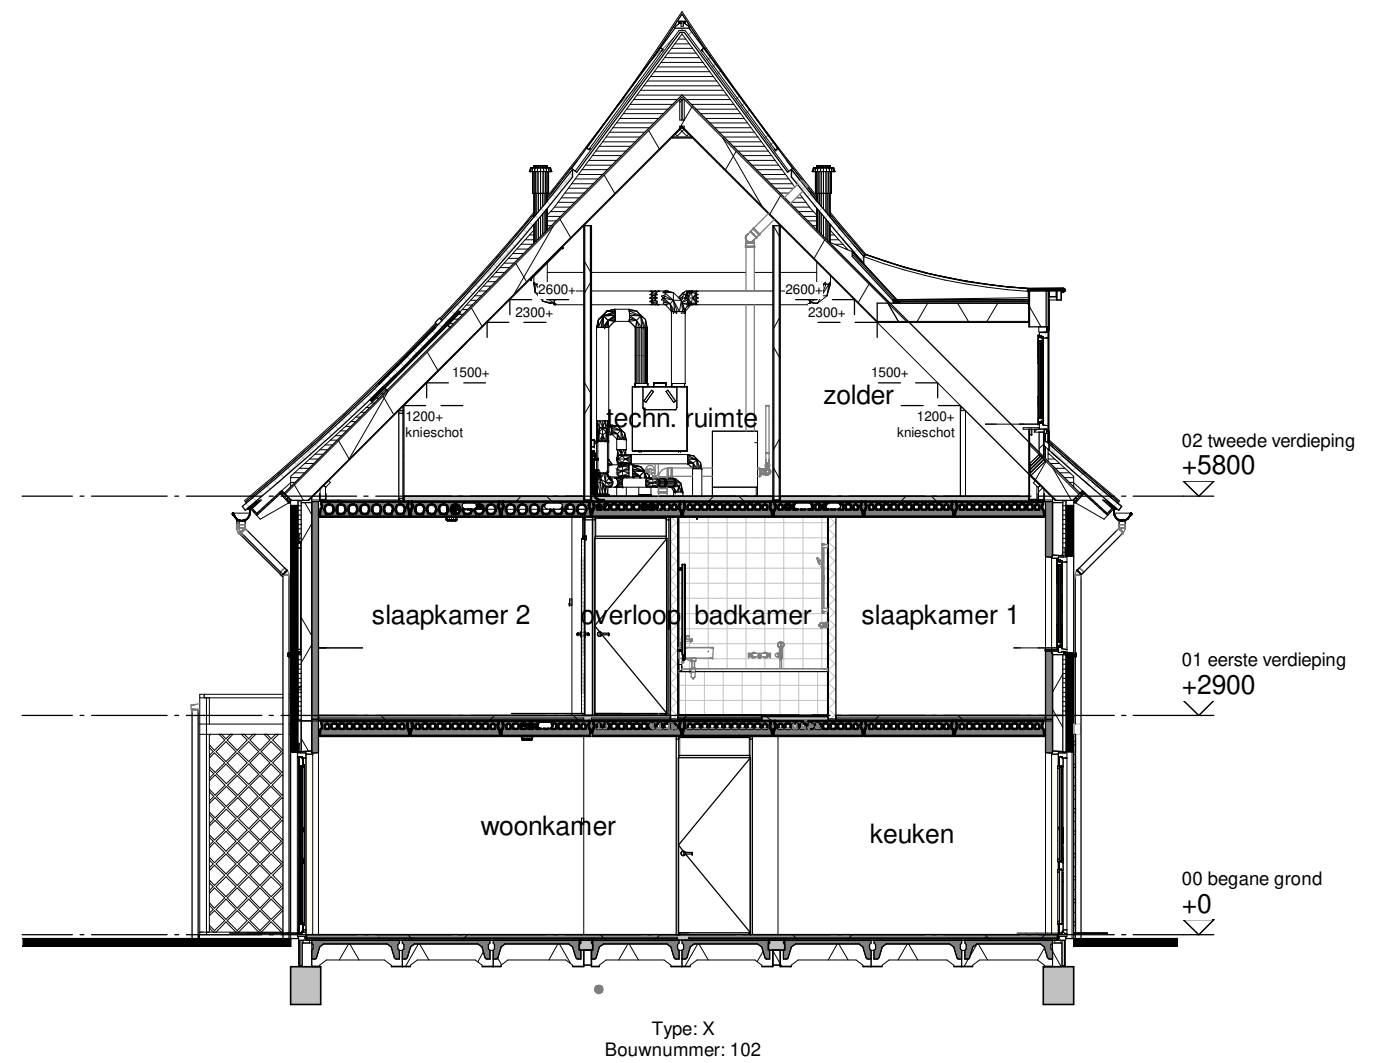 2600+ 2600+
2300+ 2300+
1500+ 1500+
zolder
1200+ techn. ruimte 1200+
knieschot knieschot
02 tweede verdieping
+5800
slaapkamer 2 overloop badkamer slaapkamer 1
01 eerste verdieping
+2900
woonkamer keuken
00 begane grond
+0
Type: X
Bouwnummer: 102